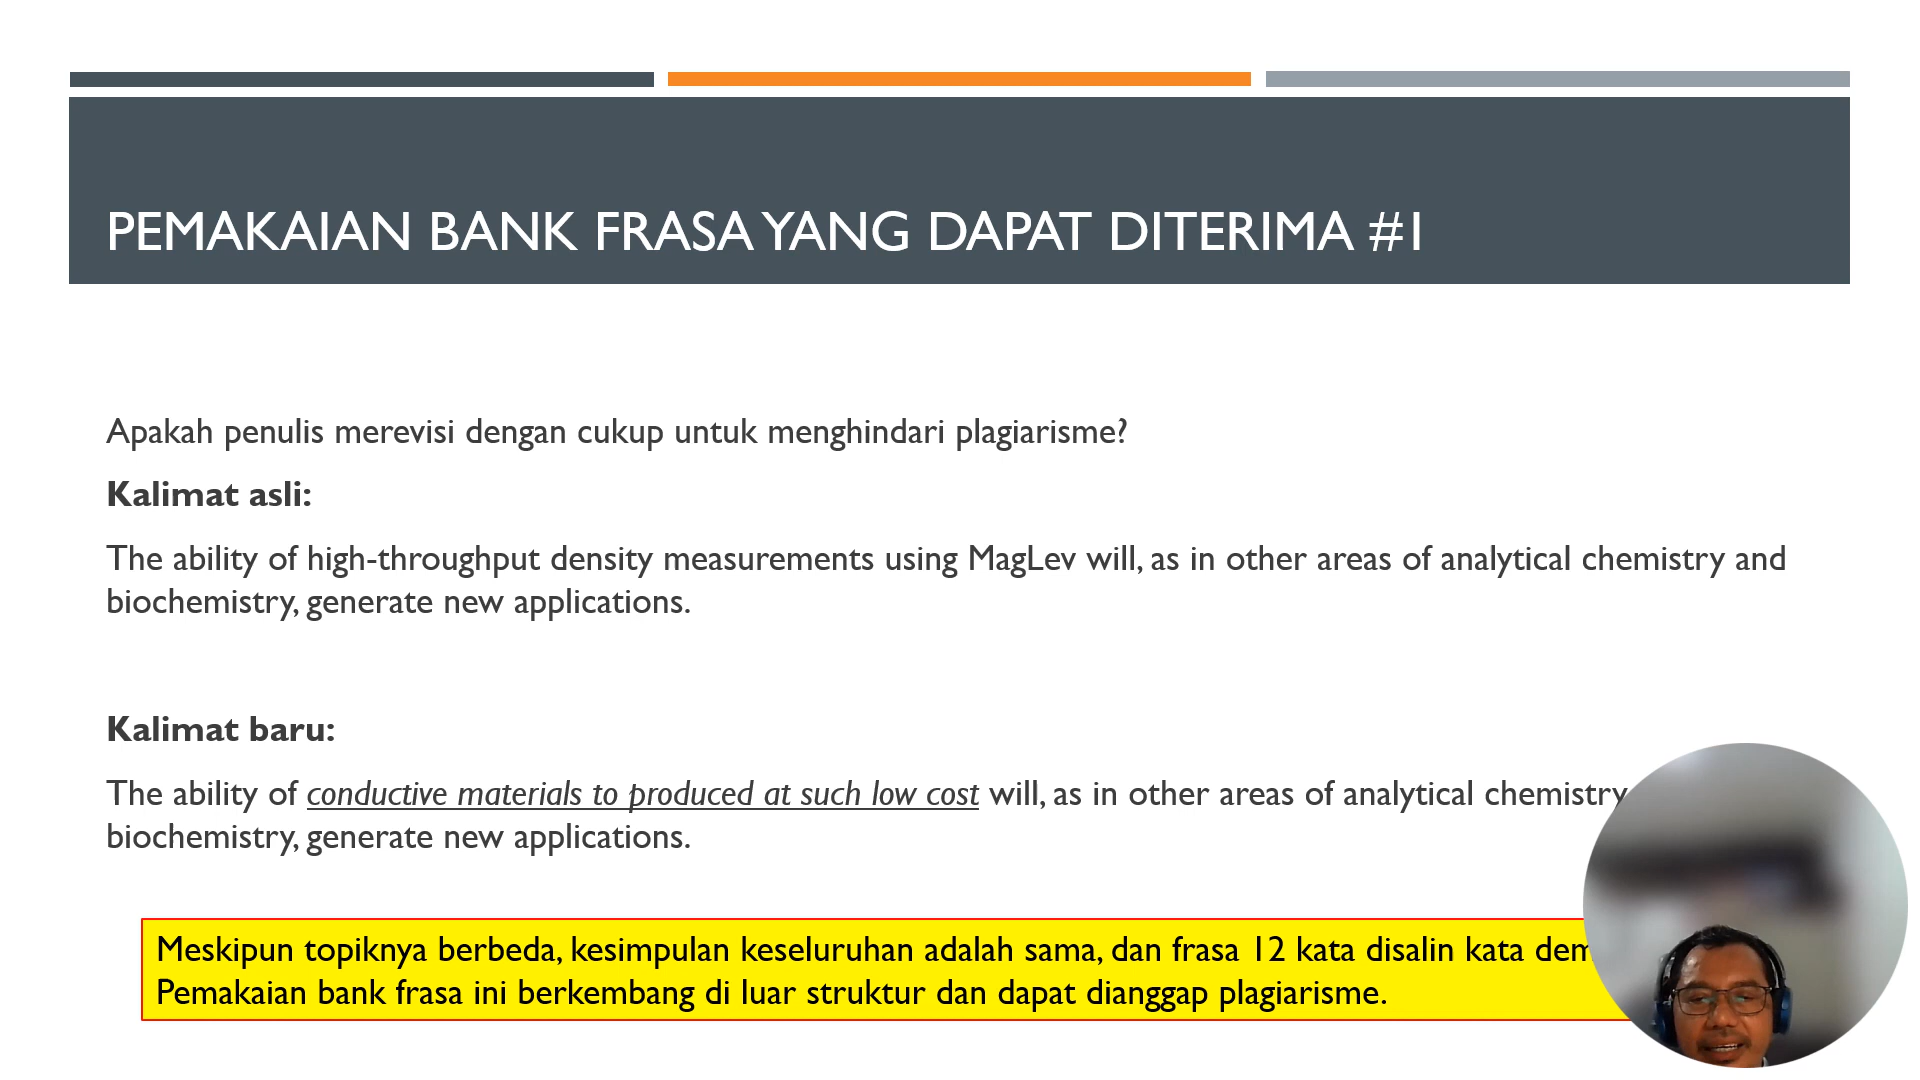 PEMAKAIAN BANK FRASA YANG DAPAT DITERIMA #1
Apakah penulis merevisi dengan cukup untuk menghindari plagiarisme?
Kalimat asli:
The ability of high-throughput density measurements using MagLev will, as in other areas of analytical chemistry and
biochemistry, generate new applications.
Kalimat baru:
The ability of conductive materials to produced at such low cost will, as in other areas of analytical chemistry
biochemistry, generate new applications.
Meskipun topiknya berbeda, kesimpulan keseluruhan adalah sama, dan frasa 12 kata disalin kata
Pemakaian bank frasa ini berkembang di luar struktur dan dapat dianggap plagiarisme.